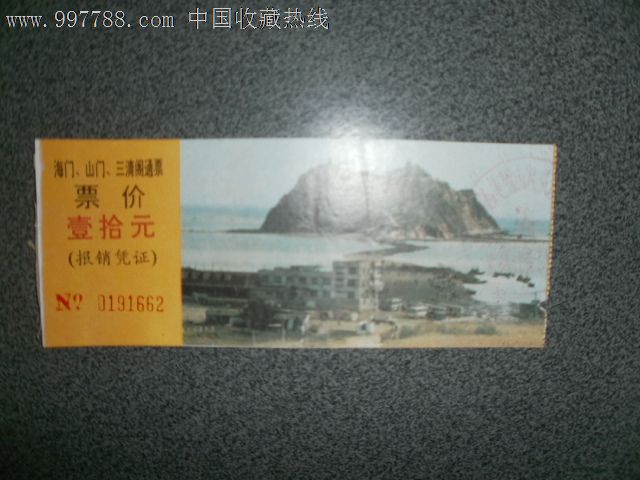 www.997788.com 中国收藏热线
海门、山门、三清阁通票
票 价
壹拾元
(报销凭证)
Nº 0191662